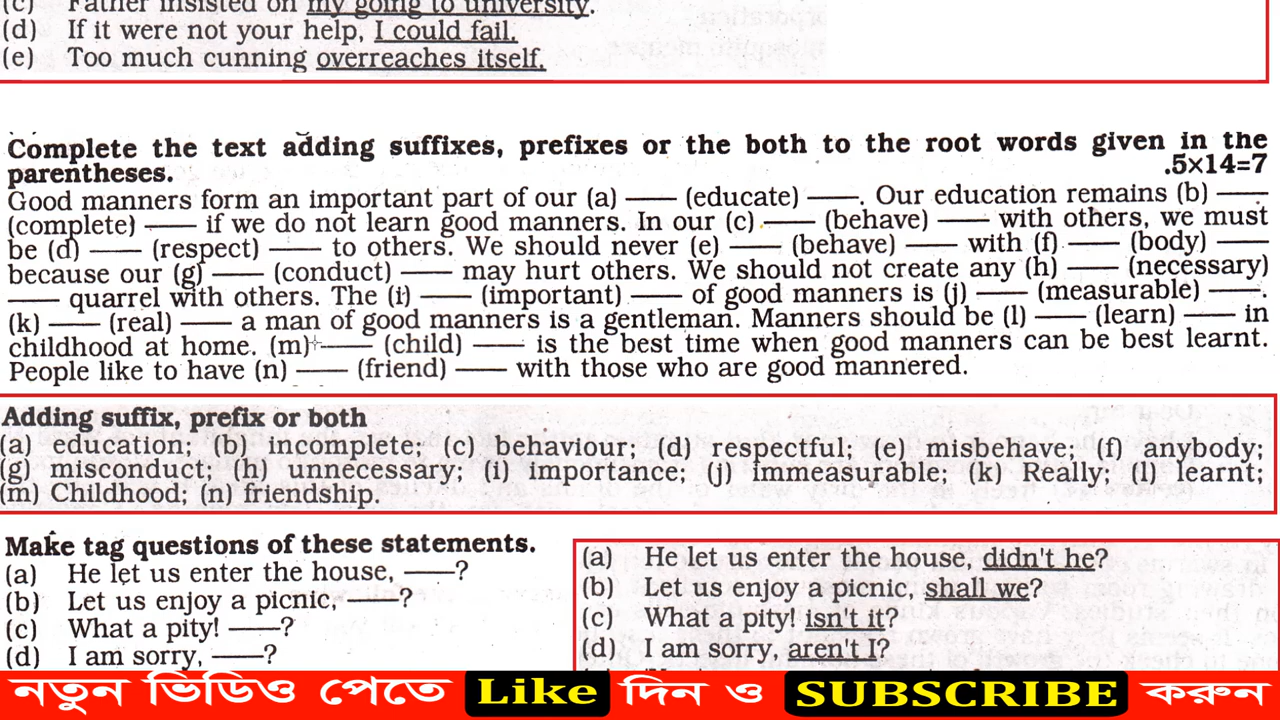 (c) Father insisted on my going to university.
(d) If it were not your help, I could fail.
(e) Too much cunning overreaches itself.
Complete the text adding suffixes, prefixes or the both to the root words given in the
parentheses. .5×14=7
Good manners form an important part of our (a) —— (educate) ——. Our education remains (b) ——
(complete) —— if we do not learn good manners. In our (c) —— (behave) —— with others, we must
be (d) —— (respect) —— to others. We should never (e) —— (behave) —— with (f) —— (body) ——
because our (g) —— (conduct) —— may hurt others. We should not create any (h) —— (necessary)
—— quarrel with others. The (i) —— (important) —— of good manners is (j) —— (measurable) ——.
(k) —— (real) —— a man of good manners is a gentleman. Manners should be (l) —— (learn) —— in
childhood at home. (m) —— (child) —— is the best time when good manners can be best learnt.
People like to have (n) —— (friend) —— with those who are good mannered.
Adding suffix, prefix or both
(a) education; (b) incomplete; (c) behaviour; (d) respectful; (e) misbehave; (f) anybody;
(g) misconduct; (h) unnecessary; (i) importance; (j) immeasurable; (k) Really; (l) learnt;
(m) Childhood; (n) friendship.
Make tag questions of these statements.
(a) He let us enter the house, ——?
(b) Let us enjoy a picnic, ——?
(c) What a pity! ——?
(d) I am sorry, ——?
(a) He let us enter the house, didn't he?
(b) Let us enjoy a picnic, shall we?
(c) What a pity! isn't it?
(d) I am sorry, aren't I?
নতুন ভিডিও পেতে Like দিন ও SUBSCRIBE করুন